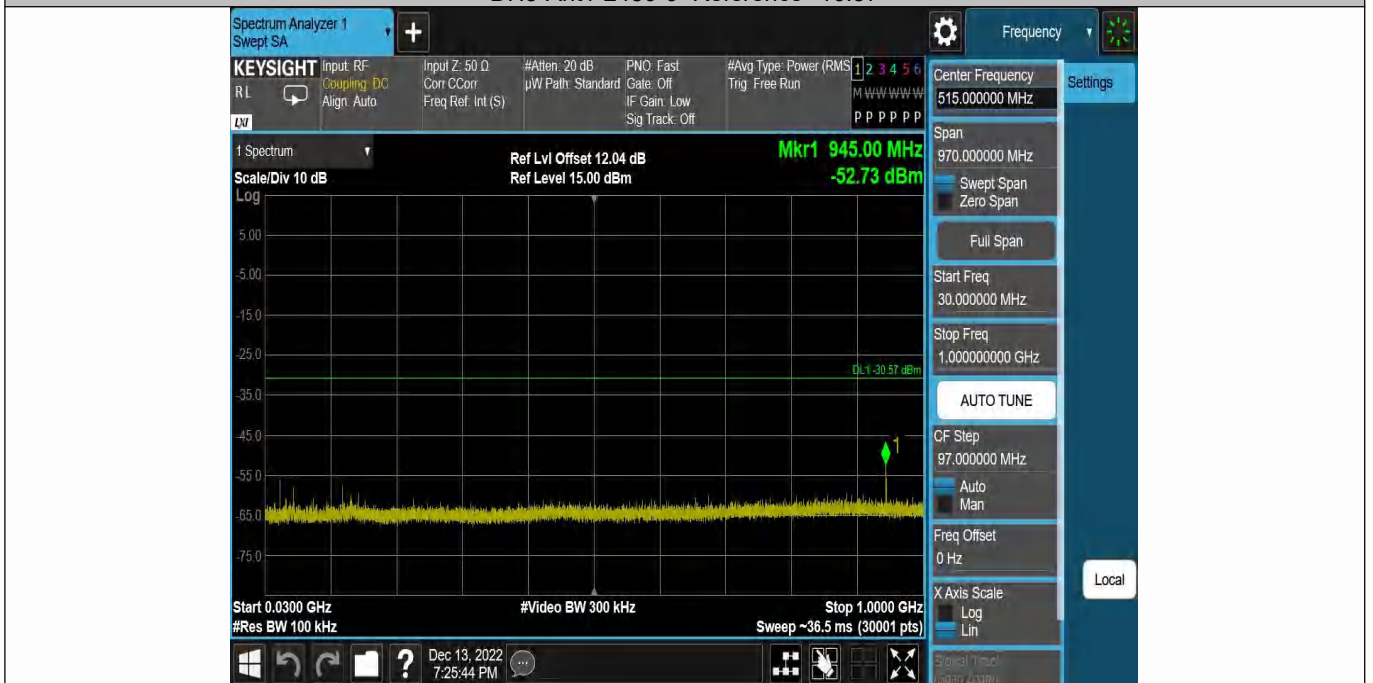 Spectrum Analyzer 1
Swept SA
+
Frequency
KEYSIGHT
Input: RF
Coupling: DC
Align: Auto
Input Z: 50 Ω
Corr CCorr
Freq Ref: Int (S)
#Atten: 20 dB
µW Path: Standard
PNO: Fast
Gate: Off
IF Gain: Low
Sig Track: Off
#Avg Type: Power (RMS
Trig: Free Run
1 2 3 4 5 6
M W W W W W
P P P P P P
RL
LXI
Center Frequency
515.000000 MHz
Settings
1 Spectrum
Scale/Div 10 dB
Ref Lvl Offset 12.04 dB
Ref Level 15.00 dBm
Mkr1 945.00 MHz
-52.73 dBm
Span
970.000000 MHz
Swept Span
Zero Span
Full Span
Start Freq
30.000000 MHz
Stop Freq
1.000000000 GHz
AUTO TUNE
CF Step
97.000000 MHz
Auto
Man
Freq Offset
0 Hz
X Axis Scale
Log
Lin
Local
Log
5.00
-5.00
-15.0
-25.0
DL1 -30.57 dBm
-35.0
-45.0
1
-55.0
-65.0
-75.0
Start 0.0300 GHz
#Video BW 300 kHz
Stop 1.0000 GHz
#Res BW 100 kHz
Sweep ~36.5 ms (30001 pts)
?
Dec 13, 2022
7:25:44 PM
Signal Track
(Span Zoom)